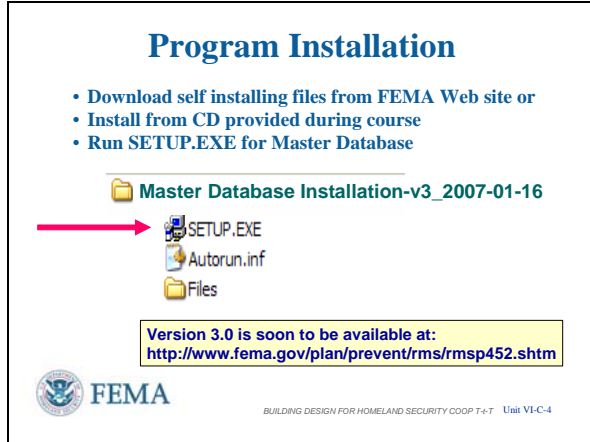 Program Installation
• Download self installing files from FEMA Web site or
• Install from CD provided during course
• Run SETUP.EXE for Master Database
Master Database Installation-v3_2007-01-16
SETUP.EXE
Autorun.inf
Files
Version 3.0 is soon to be available at:
http://www.fema.gov/plan/prevent/rms/rmsp452.shtm
FEMA
BUILDING DESIGN FOR HOMELAND SECURITY COOP T-t-T Unit VI-C-4